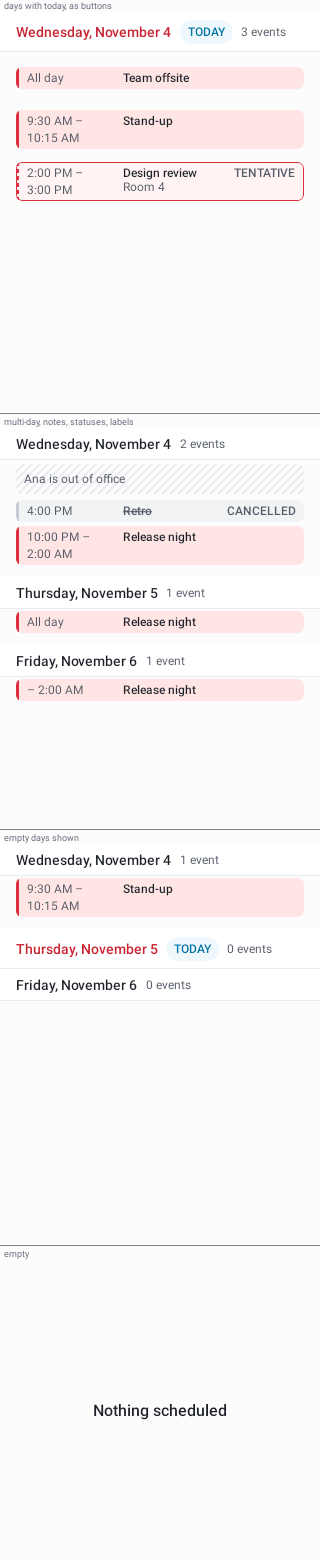 days with today, as buttons
Wednesday, November 4 TODAY 3 events
All day Team offsite
9:30 AM – Stand-up
10:15 AM
2:00 PM – Design review TENTATIVE
3:00 PM Room 4
multi-day, notes, statuses, labels
Wednesday, November 4 2 events
Ana is out of office
4:00 PM Retro CANCELLED
10:00 PM – Release night
2:00 AM
Thursday, November 5 1 event
All day Release night
Friday, November 6 1 event
– 2:00 AM Release night
empty days shown
Wednesday, November 4 1 event
9:30 AM – Stand-up
10:15 AM
Thursday, November 5 TODAY 0 events
Friday, November 6 0 events
empty
Nothing scheduled